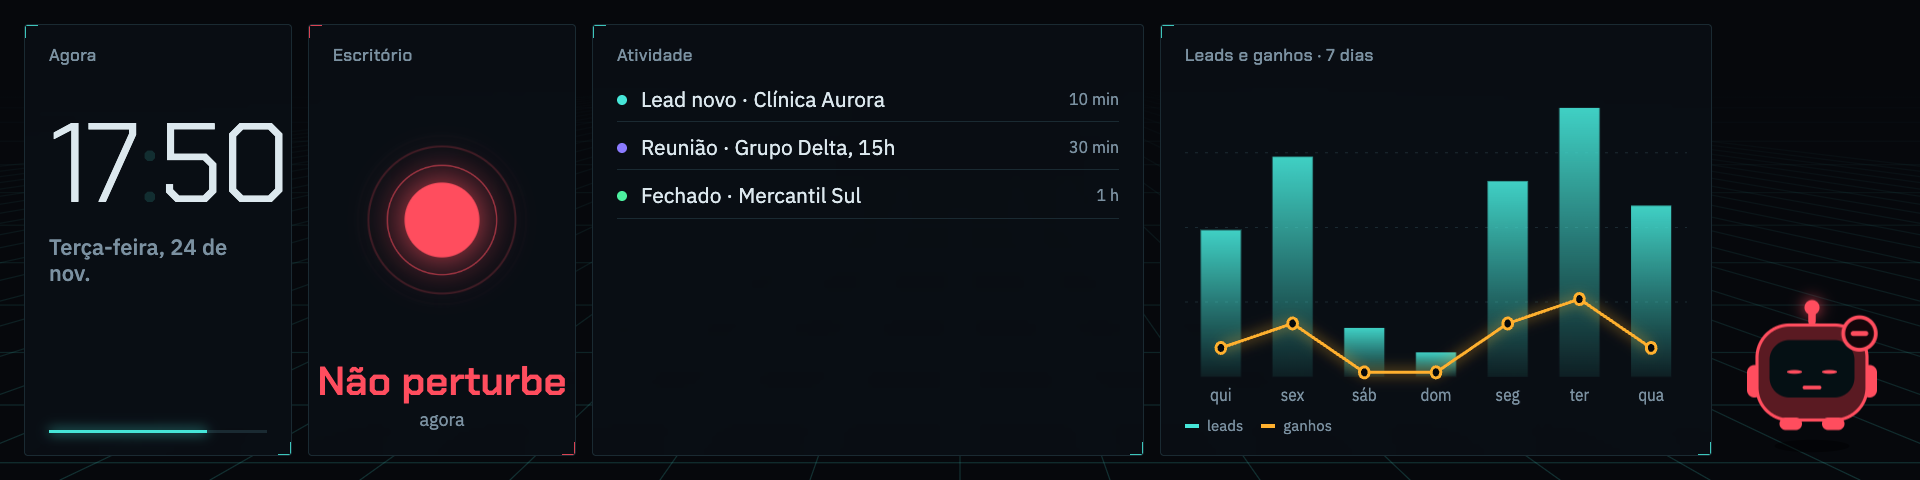 Agora
17:50
Terça-feira, 24 de
nov.
Escritório
Não perturbe
agora
Atividade
Lead novo · Clínica Aurora 10 min
Reunião · Grupo Delta, 15h 30 min
Fechado · Mercantil Sul 1 h
Leads e ganhos · 7 dias
qui sex sáb dom seg ter qua
leads ganhos